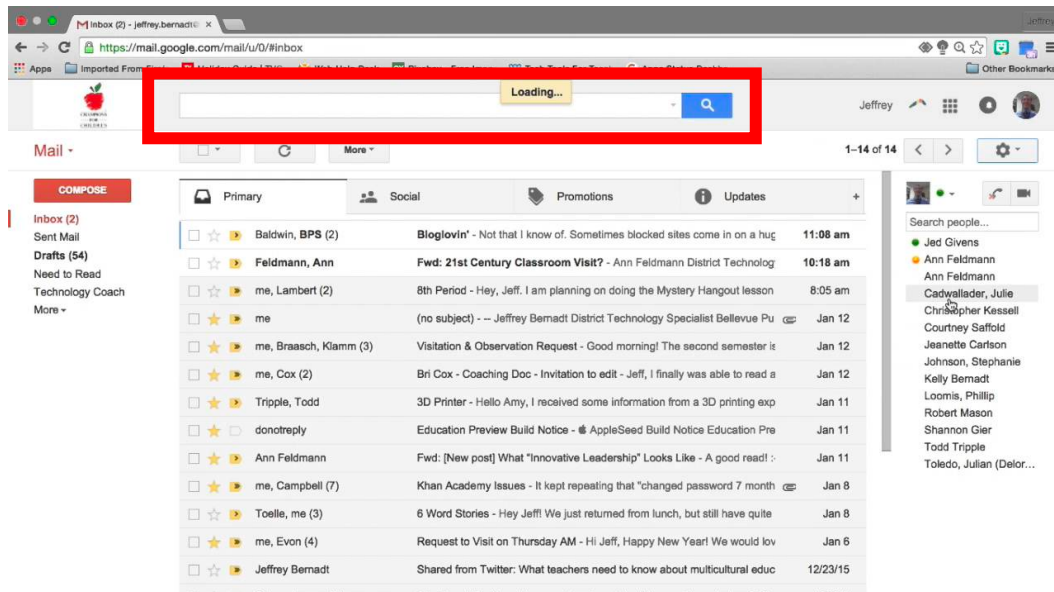 Inbox (2) - jeffrey.bernadt@ ×
Jeffrey
https://mail.google.com/mail/u/0/#inbox
Apps Imported From Other Bookmarks
Loading...
CHAMPIONS
FOR
CHILDREN
Jeffrey
Mail
More
1–14 of 14
COMPOSE
Primary Social Promotions Updates +
Inbox (2)
Sent Mail
Drafts (54)
Need to Read
Technology Coach
More
Baldwin, BPS (2) Bloglovin' - Not that I know of. Sometimes blocked sites come in on a hug 11:08 am
Feldmann, Ann Fwd: 21st Century Classroom Visit? - Ann Feldmann District Technolog 10:18 am
me, Lambert (2) 8th Period - Hey, Jeff. I am planning on doing the Mystery Hangout lesson 8:05 am
me (no subject) - -- Jeffrey Bernadt District Technology Specialist Bellevue Pu Jan 12
me, Braasch, Klamm (3) Visitation & Observation Request - Good morning! The second semester is Jan 12
me, Cox (2) Bri Cox - Coaching Doc - Invitation to edit - Jeff, I finally was able to read a Jan 12
Tripple, Todd 3D Printer - Hello Amy, I received some information from a 3D printing exp Jan 11
donotreply Education Preview Build Notice - AppleSeed Build Notice Education Pre Jan 11
Ann Feldmann Fwd: [New post] What "Innovative Leadership" Looks Like - A good read! :- Jan 11
me, Campbell (7) Khan Academy Issues - It kept repeating that "changed password 7 month Jan 8
Toelle, me (3) 6 Word Stories - Hey Jeff! We just returned from lunch, but still have quite Jan 8
me, Evon (4) Request to Visit on Thursday AM - Hi Jeff, Happy New Year! We would lov Jan 6
Jeffrey Bernadt Shared from Twitter: What teachers need to know about multicultural educ 12/23/15
Search people...
Jed Givens
Ann Feldmann
Ann Feldmann
Cadwallader, Julie
Christopher Kessell
Courtney Saffold
Jeanette Carlson
Johnson, Stephanie
Kelly Bernadt
Loomis, Phillip
Robert Mason
Shannon Gier
Todd Tripple
Toledo, Julian (Delor...